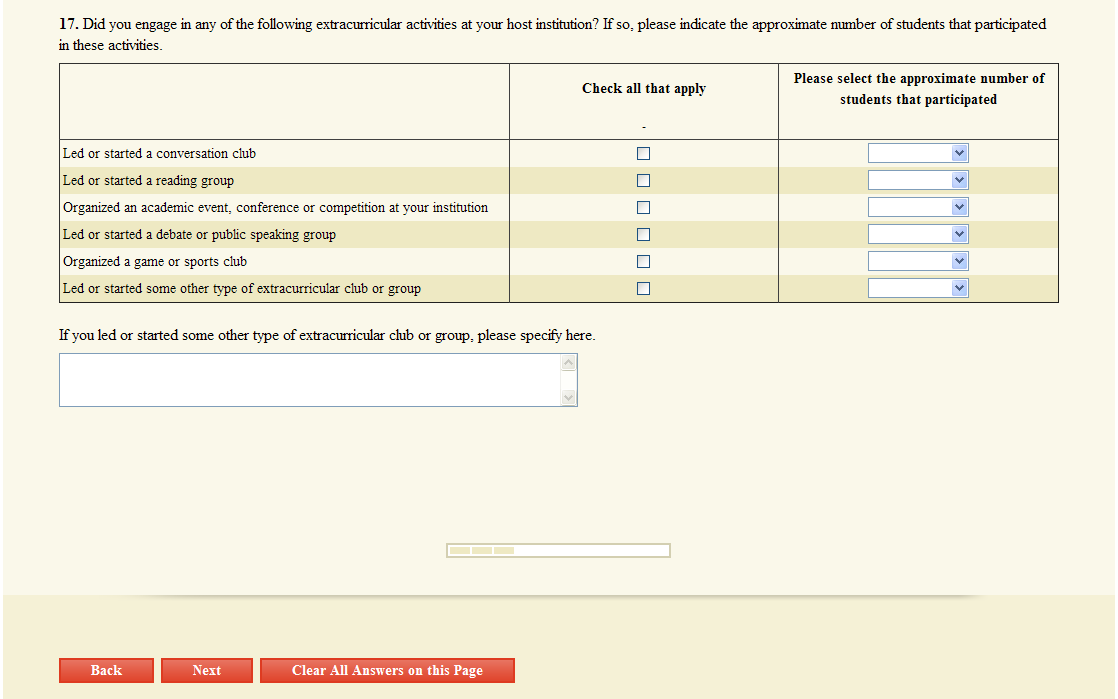 17. Did you engage in any of the following extracurricular activities at your host institution? If so, please indicate the approximate number of students that participated
in these activities.
Check all that apply
-
Please select the approximate number of
students that participated
Led or started a conversation club
Led or started a reading group
Organized an academic event, conference or competition at your institution
Led or started a debate or public speaking group
Organized a game or sports club
Led or started some other type of extracurricular club or group
If you led or started some other type of extracurricular club or group, please specify here.
Back
Next
Clear All Answers on this Page